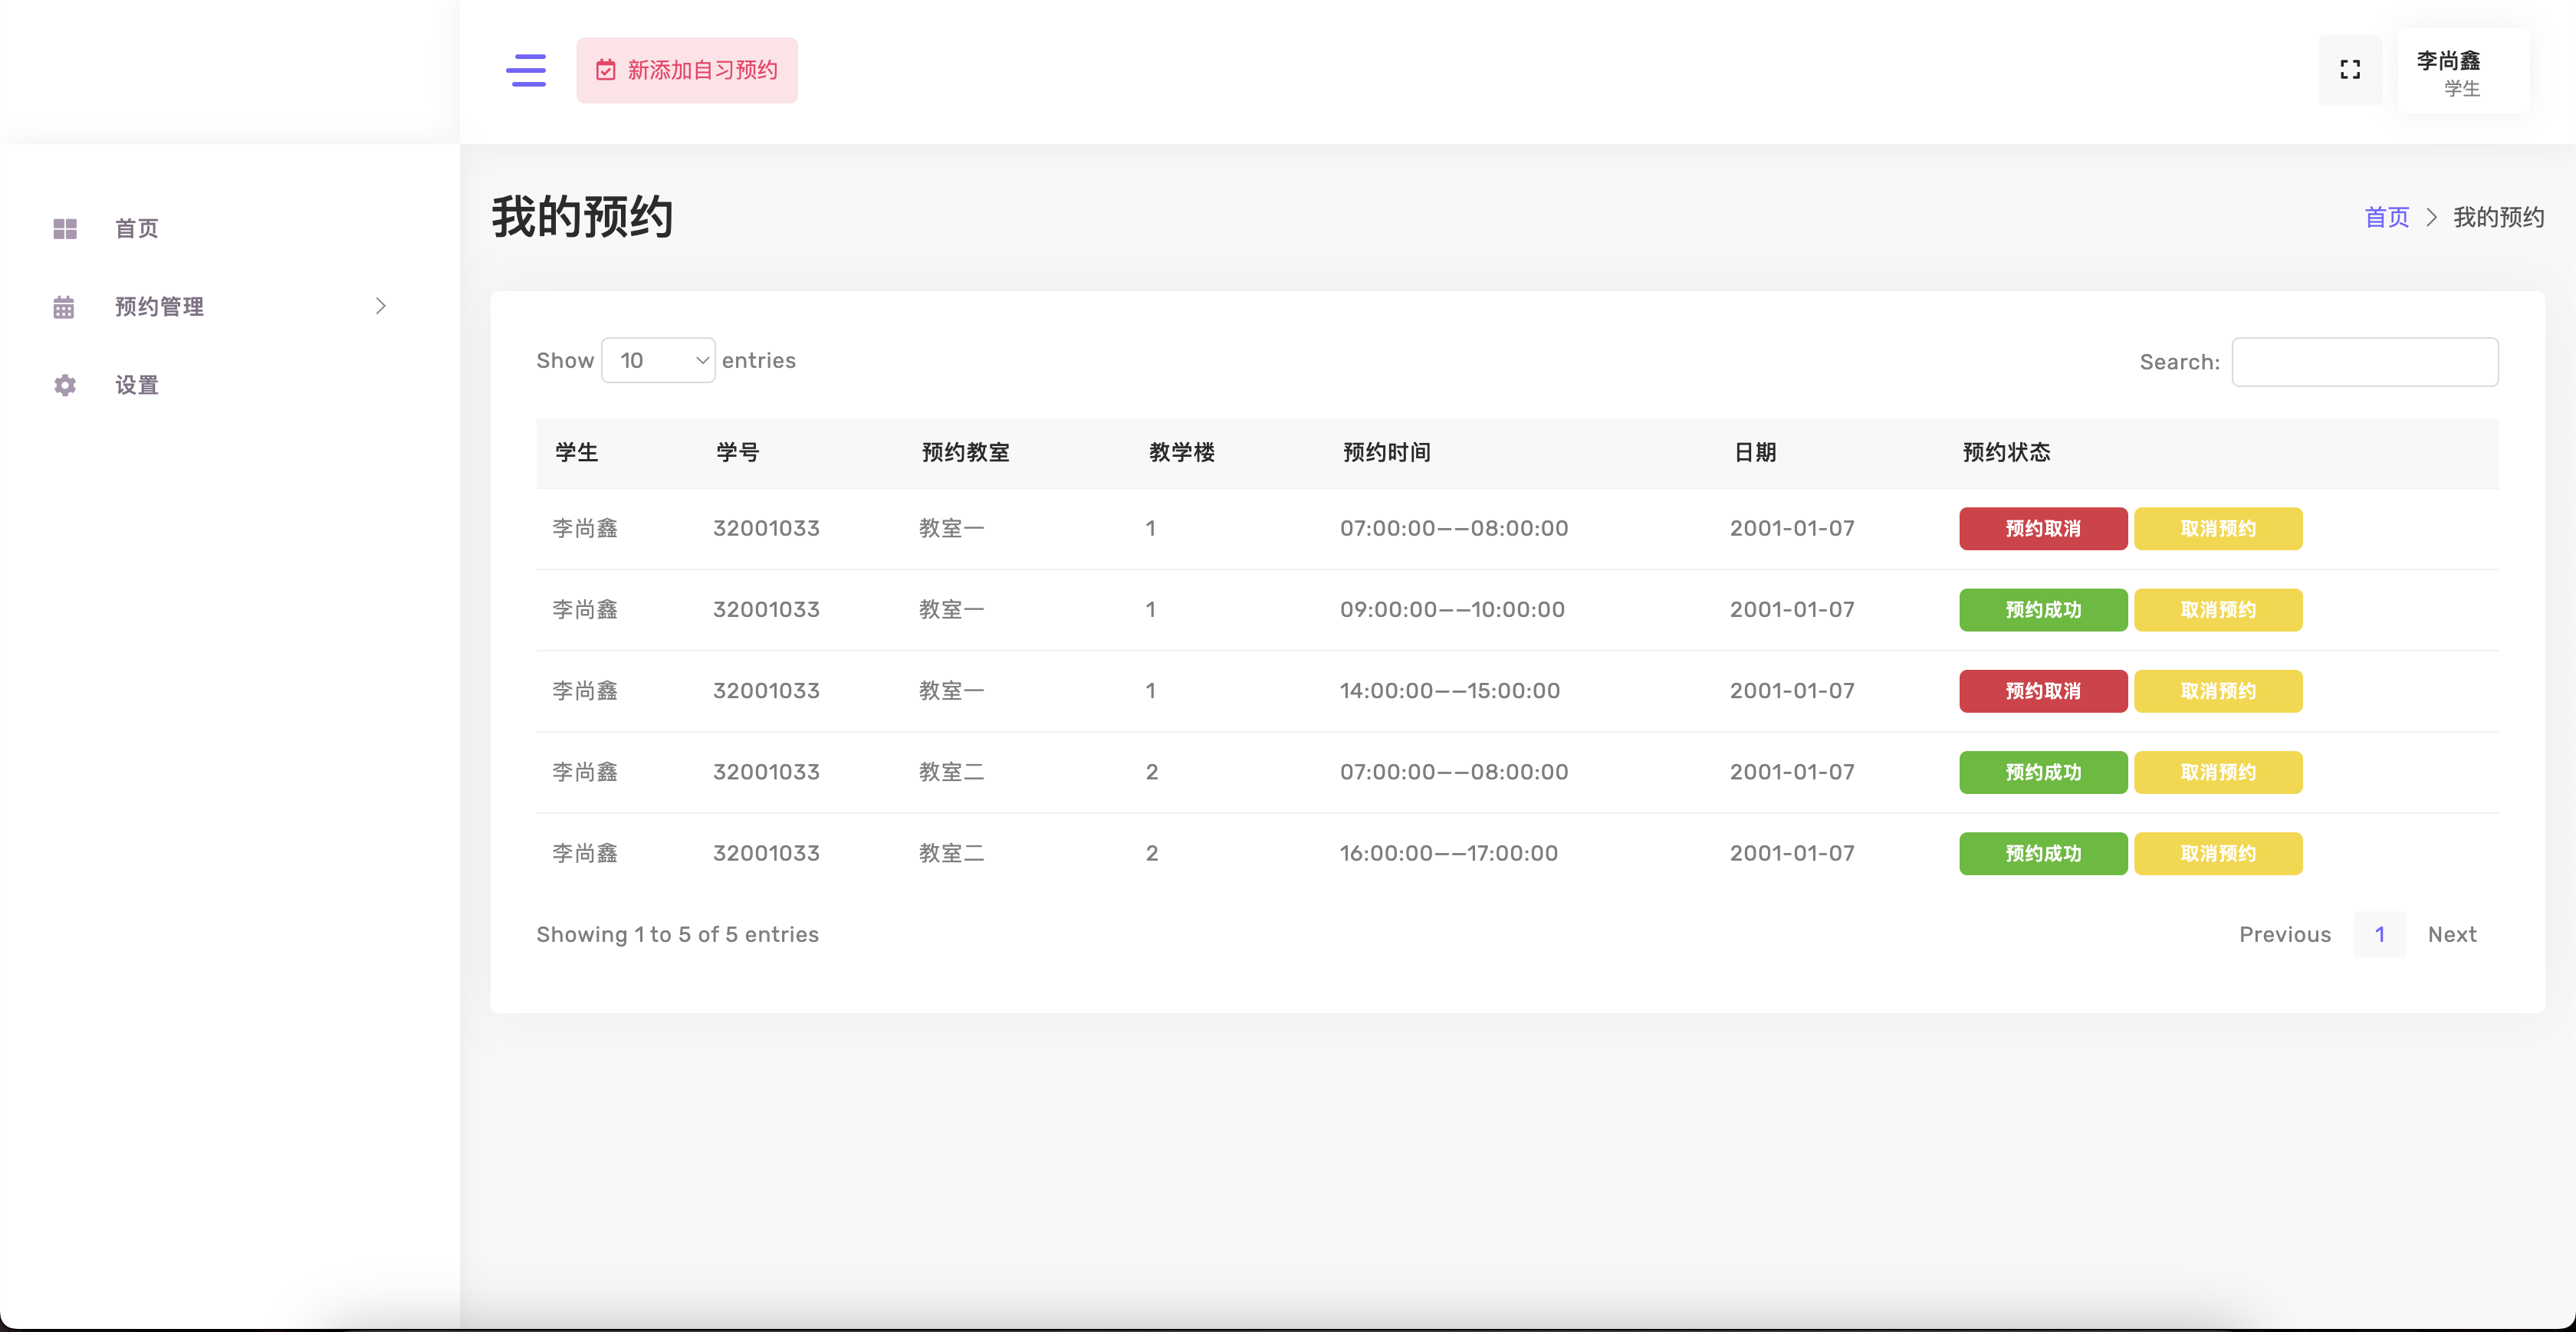 新添加自习预约
李尚鑫
学生
首页
预约管理
设置
我的预约
首页 > 我的预约
Show 10 entries
Search:
学生 学号 预约教室 教学楼 预约时间 日期 预约状态
李尚鑫 32001033 教室一 1 07:00:00——08:00:00 2001-01-07 预约取消 取消预约
李尚鑫 32001033 教室一 1 09:00:00——10:00:00 2001-01-07 预约成功 取消预约
李尚鑫 32001033 教室一 1 14:00:00——15:00:00 2001-01-07 预约取消 取消预约
李尚鑫 32001033 教室二 2 07:00:00——08:00:00 2001-01-07 预约成功 取消预约
李尚鑫 32001033 教室二 2 16:00:00——17:00:00 2001-01-07 预约成功 取消预约
Showing 1 to 5 of 5 entries
Previous 1 Next